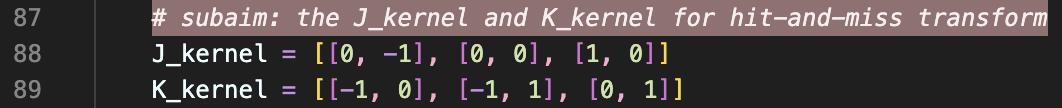 87 # subaim: the J_kernel and K_kernel for hit-and-miss transform
88 J_kernel = [[0, -1], [0, 0], [1, 0]]
89 K_kernel = [[-1, 0], [-1, 1], [0, 1]]